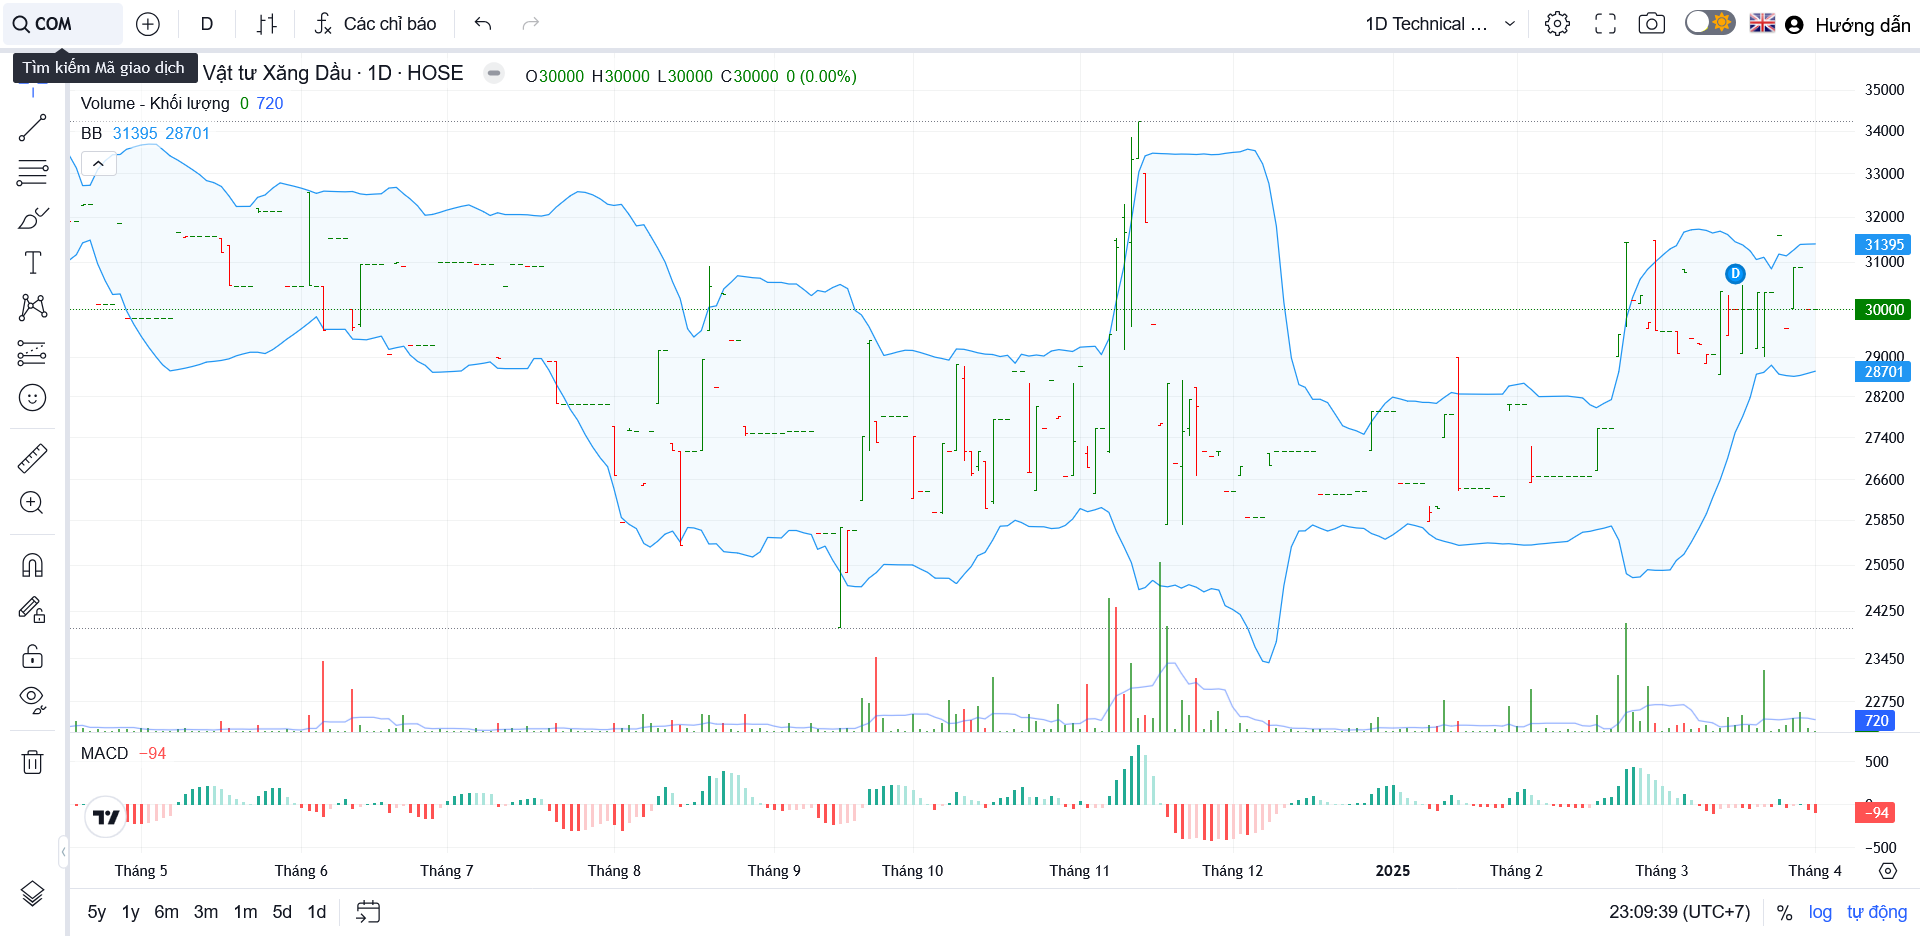 COM
D
Các chỉ báo
1D Technical ...
Hướng dẫn
Tìm kiếm Mã giao dịch
Vật tư Xăng Dầu · 1D · HOSE
O30000 H30000 L30000 C30000 0 (0.00%)
Volume - Khối lượng 0 720
BB 31395 28701
35000
34000
33000
32000
31395
31000
D
30000
29000
28701
28200
27400
26600
25850
25050
24250
23450
22750
720
MACD −94
500
−94
−500
Tháng 5
Tháng 6
Tháng 7
Tháng 8
Tháng 9
Tháng 10
Tháng 11
Tháng 12
2025
Tháng 2
Tháng 3
Tháng 4
5y 1y 6m 3m 1m 5d 1d
23:09:39 (UTC+7)
%
log
tự động